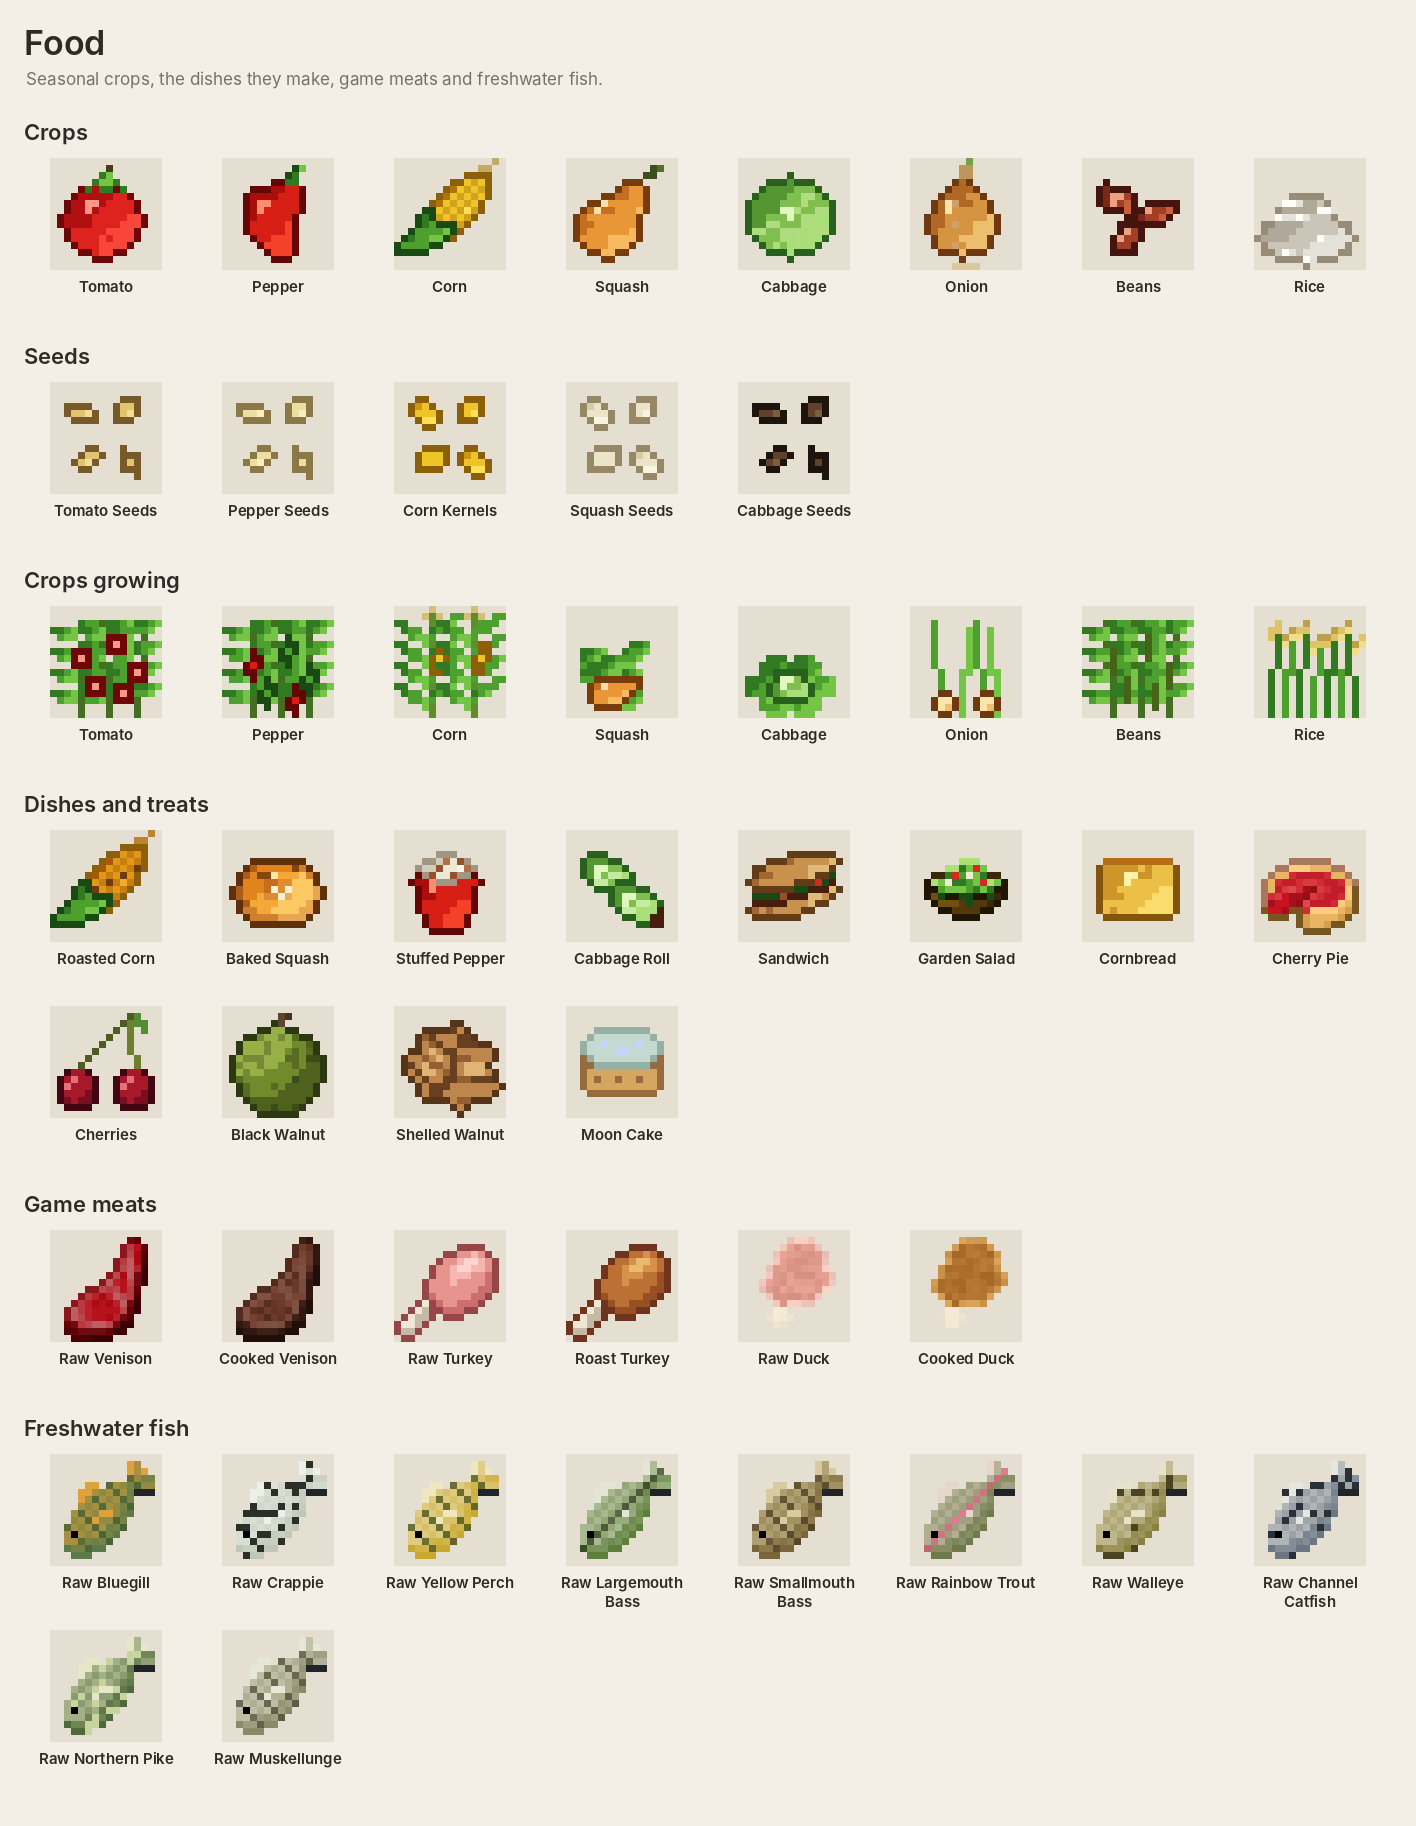 Food
Seasonal crops, the dishes they make, game meats and freshwater fish.
Crops
Tomato
Pepper
Corn
Squash
Cabbage
Onion
Beans
Rice
Seeds
Tomato Seeds
Pepper Seeds
Corn Kernels
Squash Seeds
Cabbage Seeds
Crops growing
Tomato
Pepper
Corn
Squash
Cabbage
Onion
Beans
Rice
Dishes and treats
Roasted Corn
Baked Squash
Stuffed Pepper
Cabbage Roll
Sandwich
Garden Salad
Cornbread
Cherry Pie
Cherries
Black Walnut
Shelled Walnut
Moon Cake
Game meats
Raw Venison
Cooked Venison
Raw Turkey
Roast Turkey
Raw Duck
Cooked Duck
Freshwater fish
Raw Bluegill
Raw Crappie
Raw Yellow Perch
Raw Largemouth
Bass
Raw Smallmouth
Bass
Raw Rainbow Trout
Raw Walleye
Raw Channel
Catfish
Raw Northern Pike
Raw Muskellunge